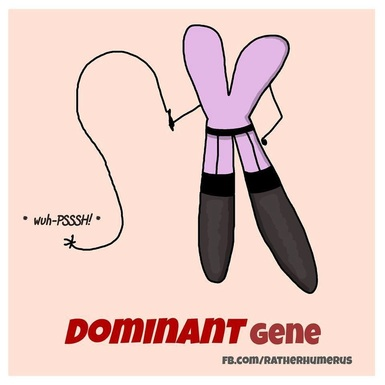 • wuh-PSSSH! •
DOMINANT Gene
FB.COM/RATHERHUMERUS